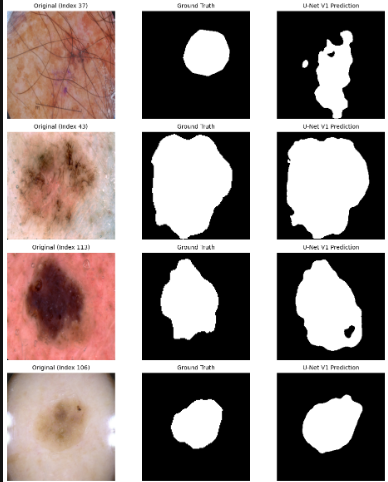 Original (Index 37) Ground Truth U-Net V1 Prediction
Original (Index 43) Ground Truth U-Net V1 Prediction
Original (Index 113) Ground Truth U-Net V1 Prediction
Original (Index 106) Ground Truth U-Net V1 Prediction